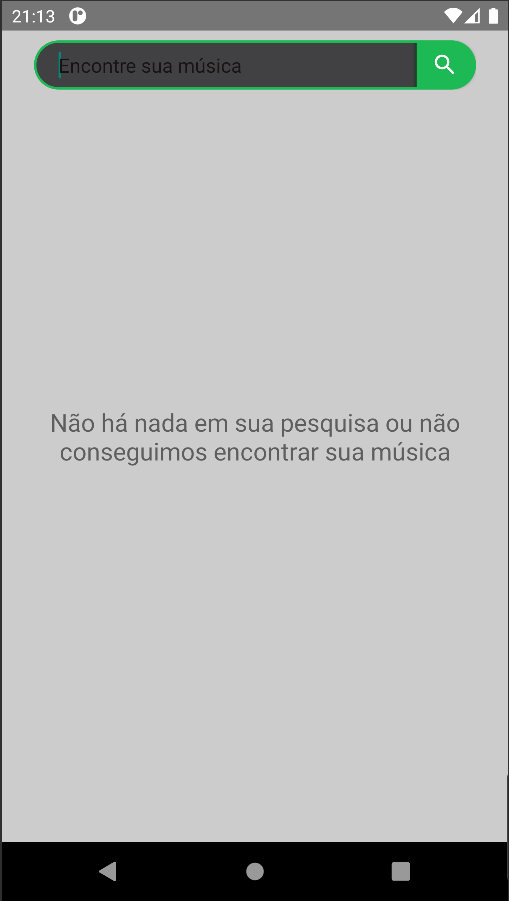 21:13
Encontre sua música
Não há nada em sua pesquisa ou não
conseguimos encontrar sua música